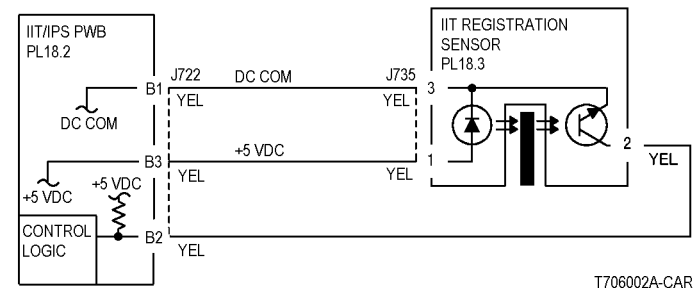 IIT/IPS PWB
PL18.2
IIT REGISTRATION
SENSOR
PL18.3
B1 J722 DC COM J735 3
YEL YEL
DC COM
B3 +5 VDC 1
YEL YEL
2
YEL
+5 VDC +5 VDC
CONTROL
LOGIC
B2
YEL
T706002A-CAR